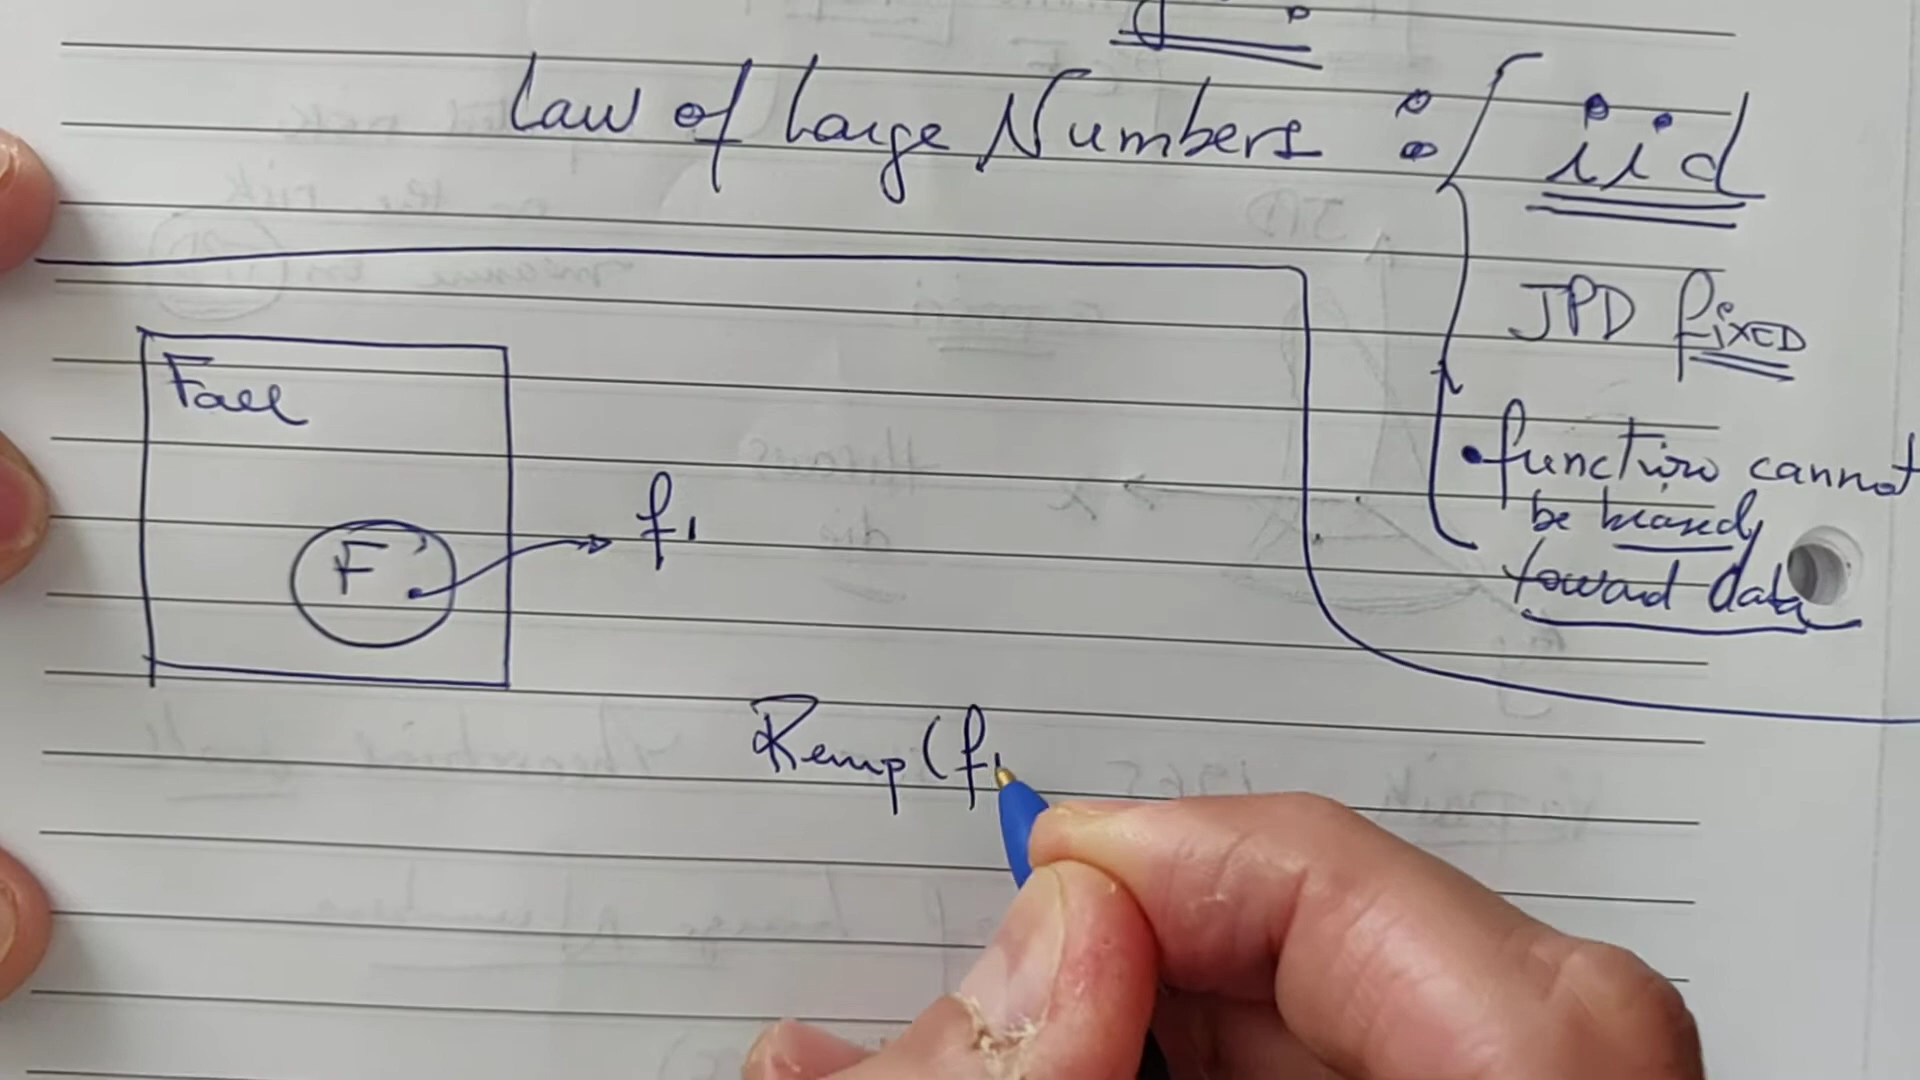 Law of Large Numbers :
iid
JPD fixed
• function cannot
be biased
toward data
Fall
F
f1
Remp (f1